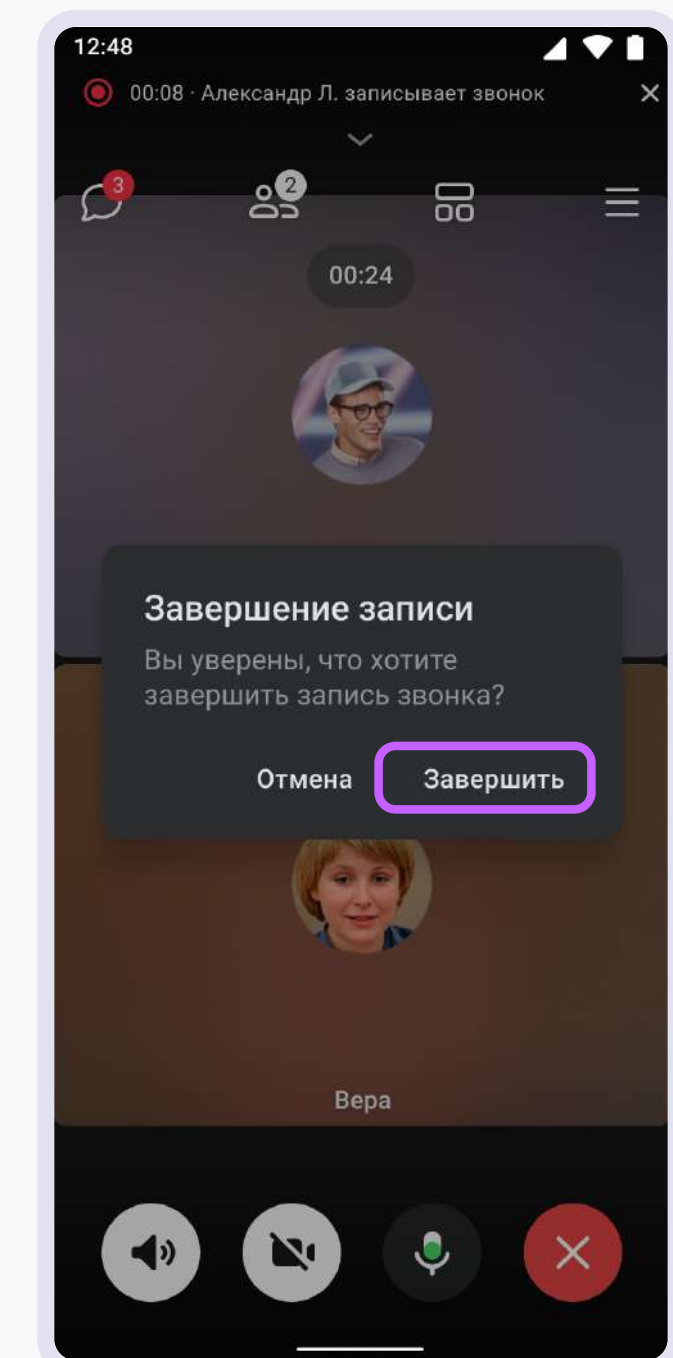 12:48
00:08 · Александр Л. записывает звонок
3
2
00:24
Завершение записи
Вы уверены, что хотите
завершить запись звонка?
Отмена Завершить
Вера